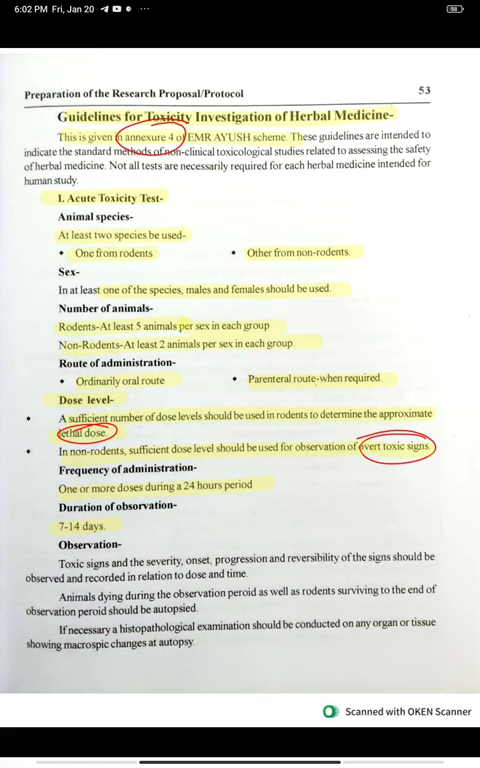 6:02 PM Fri, Jan 20 ···
58
Preparation of the Research Proposal/Protocol 53
Guidelines for Toxicity Investigation of Herbal Medicine-
This is given in annexure 4 of EMR AYUSH scheme. These guidelines are intended to
indicate the standard methods of non-clinical toxicological studies related to assessing the safety
of herbal medicine. Not all tests are necessarily required for each herbal medicine intended for
human study.
I. Acute Toxicity Test-
Animal species-
At least two species be used-
• One from rodents • Other from non-rodents.
Sex-
In at least one of the species, males and females should be used.
Number of animals-
Rodents-At least 5 animals per sex in each group
Non-Rodents-At least 2 animals per sex in each group.
Route of administration-
• Ordinarily oral route • Parenteral route-when required.
Dose level-
• A sufficient number of dose levels should be used in rodents to determine the approximate
lethal dose.
• In non-rodents, sufficient dose level should be used for observation of overt toxic signs.
Frequency of administration-
One or more doses during a 24 hours period
Duration of obsorvation-
7-14 days.
Observation-
Toxic signs and the severity, onset, progression and reversibility of the signs should be
observed and recorded in relation to dose and time.
Animals dying during the observation peroid as well as rodents surviving to the end of
observation peroid should be autopsied.
If necessary a histopathological examination should be conducted on any organ or tissue
showing macrospic changes at autopsy.
Scanned with OKEN Scanner